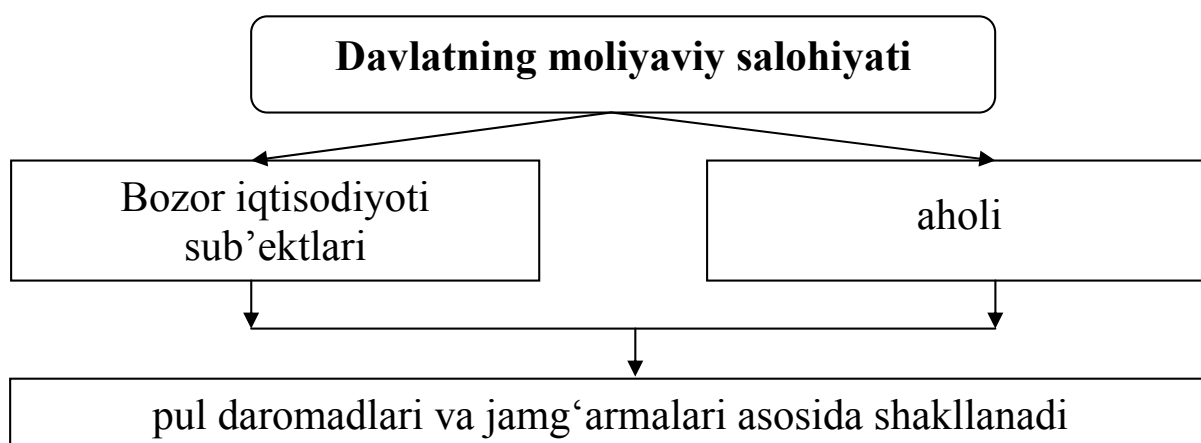 Davlatning moliyaviy salohiyati
Bozor iqtisodiyoti
sub’ektlari
aholi
pul daromadlari va jamg‘armalari asosida shakllanadi